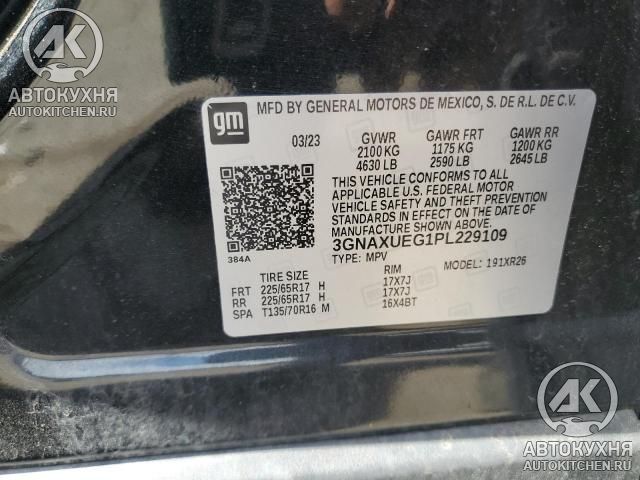 АК
АВТОКУХНЯ
AUTOKITCHEN.RU
gm
MFD BY GENERAL MOTORS DE MEXICO, S. DE R.L. DE C.V.
03/23 GVWR GAWR FRT GAWR RR
2100 KG 1175 KG 1200 KG
4630 LB 2590 LB 2645 LB
THIS VEHICLE CONFORMS TO ALL
APPLICABLE U.S. FEDERAL MOTOR
VEHICLE SAFETY, BUMPER, AND THEFT
PREVENTION STANDARDS IN EFFECT
ON THE DATE OF
MANUFACTURE SHOWN ABOVE.
384A
3GNAXUEG1PL229109
TYPE: MPV MODEL: 191XR26
TIRE SIZE RIM
FRT 225/65R17 H 17X7J
RR 225/65R17 H 17X7J
SPA T135/70R16 M 16X4BT
АК
АВТОКУХНЯ
AUTOKITCHEN.RU